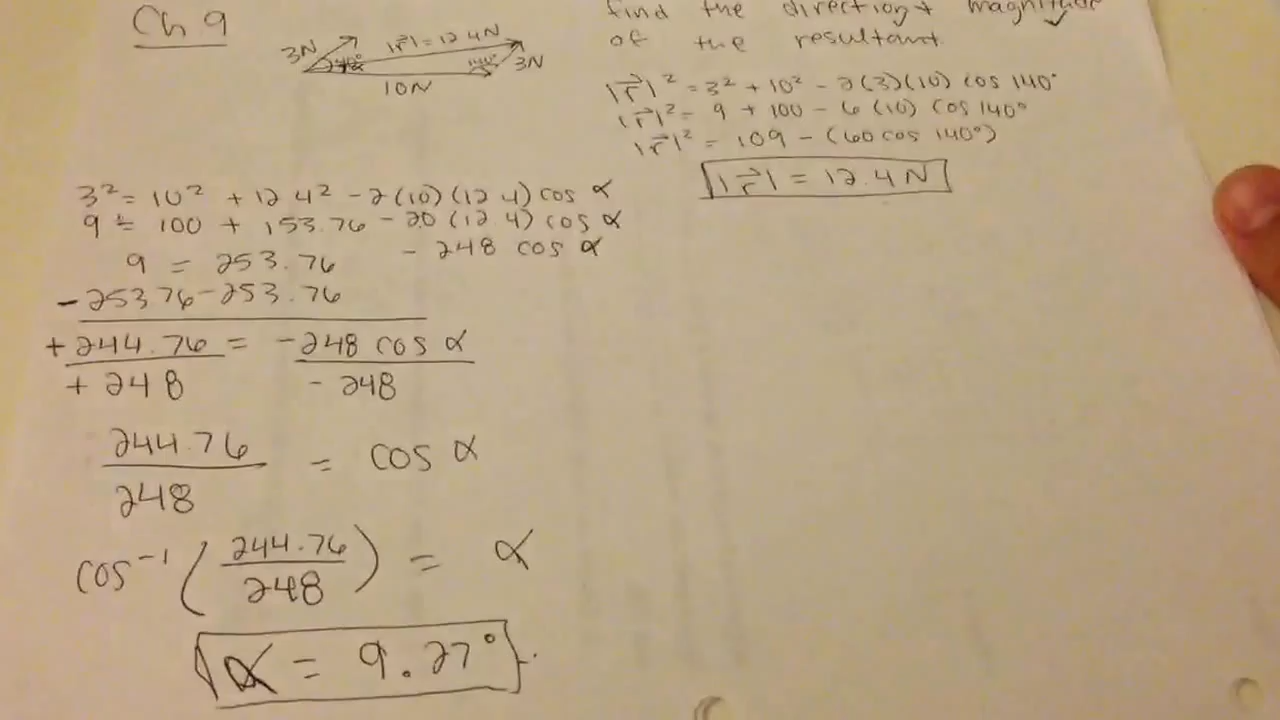 Ch 9
find the direction + magnitude
of the resultant.
3N |r⃗| = 12.4N
140° 3N
10N
|r⃗|² = 3² + 10² - 2(3)(10) cos 140°
|r⃗|² = 9 + 100 - 6(10) cos 140°
|r⃗|² = 109 - (60 cos 140°)
|r⃗| = 12.4 N
3² = 10² + 12.4² - 2(10)(12.4) cos α
9 = 100 + 153.76 - 20(12.4) cos α
9 = 253.76 - 248 cos α
- 253.76 - 253.76
+ 244.76 = - 248 cos α
+ 248 - 248
244.76 = cos α
248
cos⁻¹ (244.76 / 248) = α
α = 9.27°